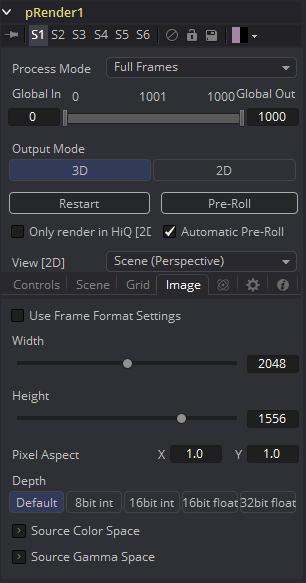 pRender1
S1 S2 S3 S4 S5 S6
Process Mode Full Frames
Global In 0 1001 1000 Global Out
0 1000
Output Mode
3D 2D
Restart Pre-Roll
Only render in HiQ [2D Automatic Pre-Roll
View [2D] Scene (Perspective)
Controls Scene Grid Image
Use Frame Format Settings
Width
2048
Height
1556
Pixel Aspect X 1.0 Y 1.0
Depth
Default 8bit int 16bit int 16bit float 32bit float
Source Color Space
Source Gamma Space